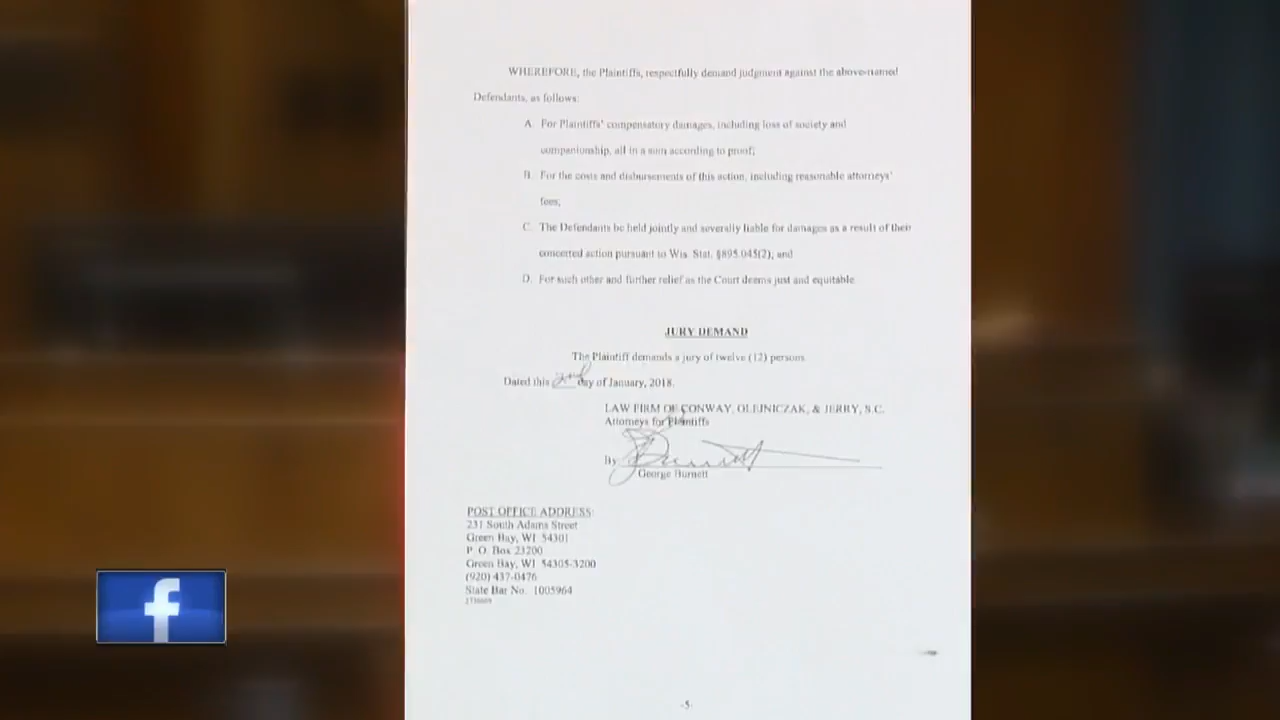 WHEREFORE, the Plaintiffs, respectfully demand judgment against the above-named
Defendants, as follows:
A. For Plaintiffs' compensatory damages, including loss of society and
companionship, all in a sum according to proof;
B. For the costs and disbursements of this action, including reasonable attorneys'
fees;
C. The Defendants be held jointly and severally liable for damages as a result of their
concerted action pursuant to Wis. Stat. §895.045(2); and
D. For such other and further relief as the Court deems just and equitable.
JURY DEMAND
The Plaintiff demands a jury of twelve (12) persons.
Dated this 2nd day of January, 2018.
LAW FIRM OF CONWAY, OLEJNICZAK, & JERRY, S.C.
Attorneys for Plaintiffs
By
George Burnett
POST OFFICE ADDRESS:
231 South Adams Street
Green Bay, WI 54301
P. O. Box 23200
Green Bay, WI 54305-3200
(920) 437-0476
State Bar No. 1005964
-5-
f